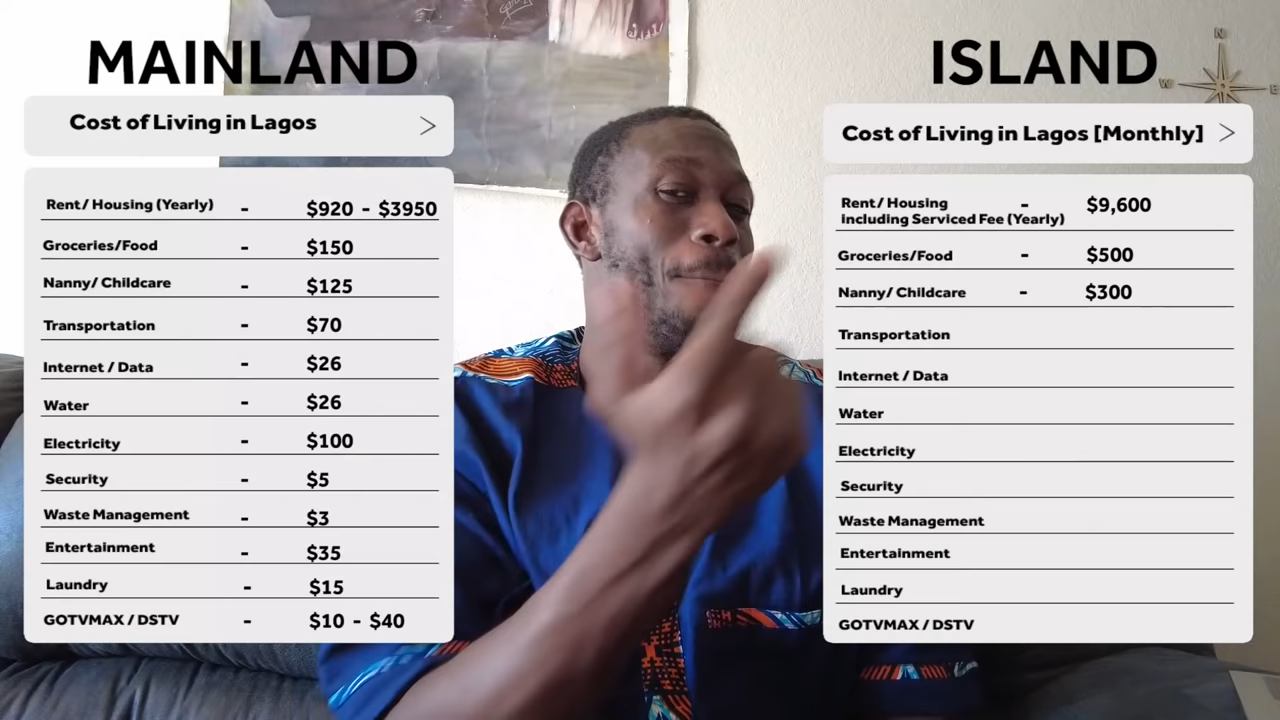 MAINLAND
Cost of Living in Lagos >
Rent/ Housing (Yearly) - $920 - $3950
Groceries/Food - $150
Nanny/ Childcare - $125
Transportation - $70
Internet / Data - $26
Water - $26
Electricity - $100
Security - $5
Waste Management - $3
Entertainment - $35
Laundry - $15
GOTVMAX / DSTV - $10 - $40
ISLAND
N
W
E
Cost of Living in Lagos [Monthly] >
Rent/ Housing - $9,600
including Serviced Fee (Yearly)
Groceries/Food - $500
Nanny/ Childcare - $300
Transportation
Internet / Data
Water
Electricity
Security
Waste Management
Entertainment
Laundry
GOTVMAX / DSTV